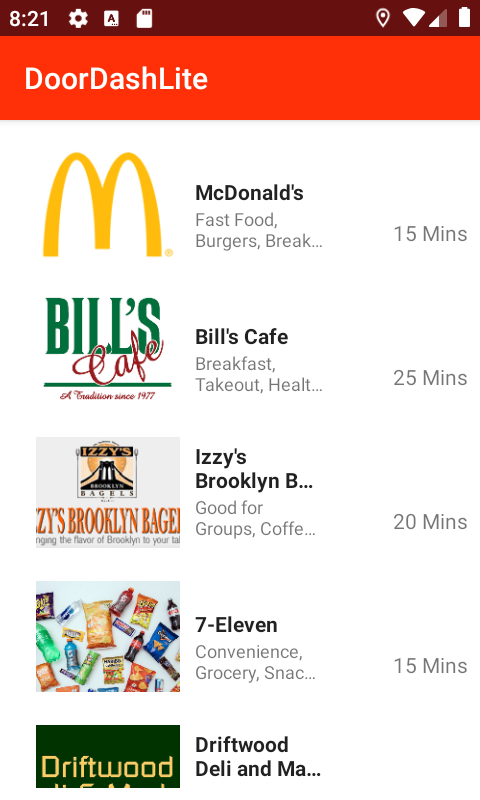 8:21
DoorDashLite
McDonald's
Fast Food,
Burgers, Break…
15 Mins
BILL'S
Cafe
A Tradition since 1977
Bill's Cafe
Breakfast,
Takeout, Healt…
25 Mins
IZZY'S
BROOKLYN
BAGELS
ZZY'S BROOKLYN BAGEL
nging the flavor of Brooklyn to your tal
Izzy's
Brooklyn B…
Good for
Groups, Coffe…
20 Mins
7-Eleven
Convenience,
Grocery, Snac…
15 Mins
Driftwood
Driftwood
Deli and Ma…